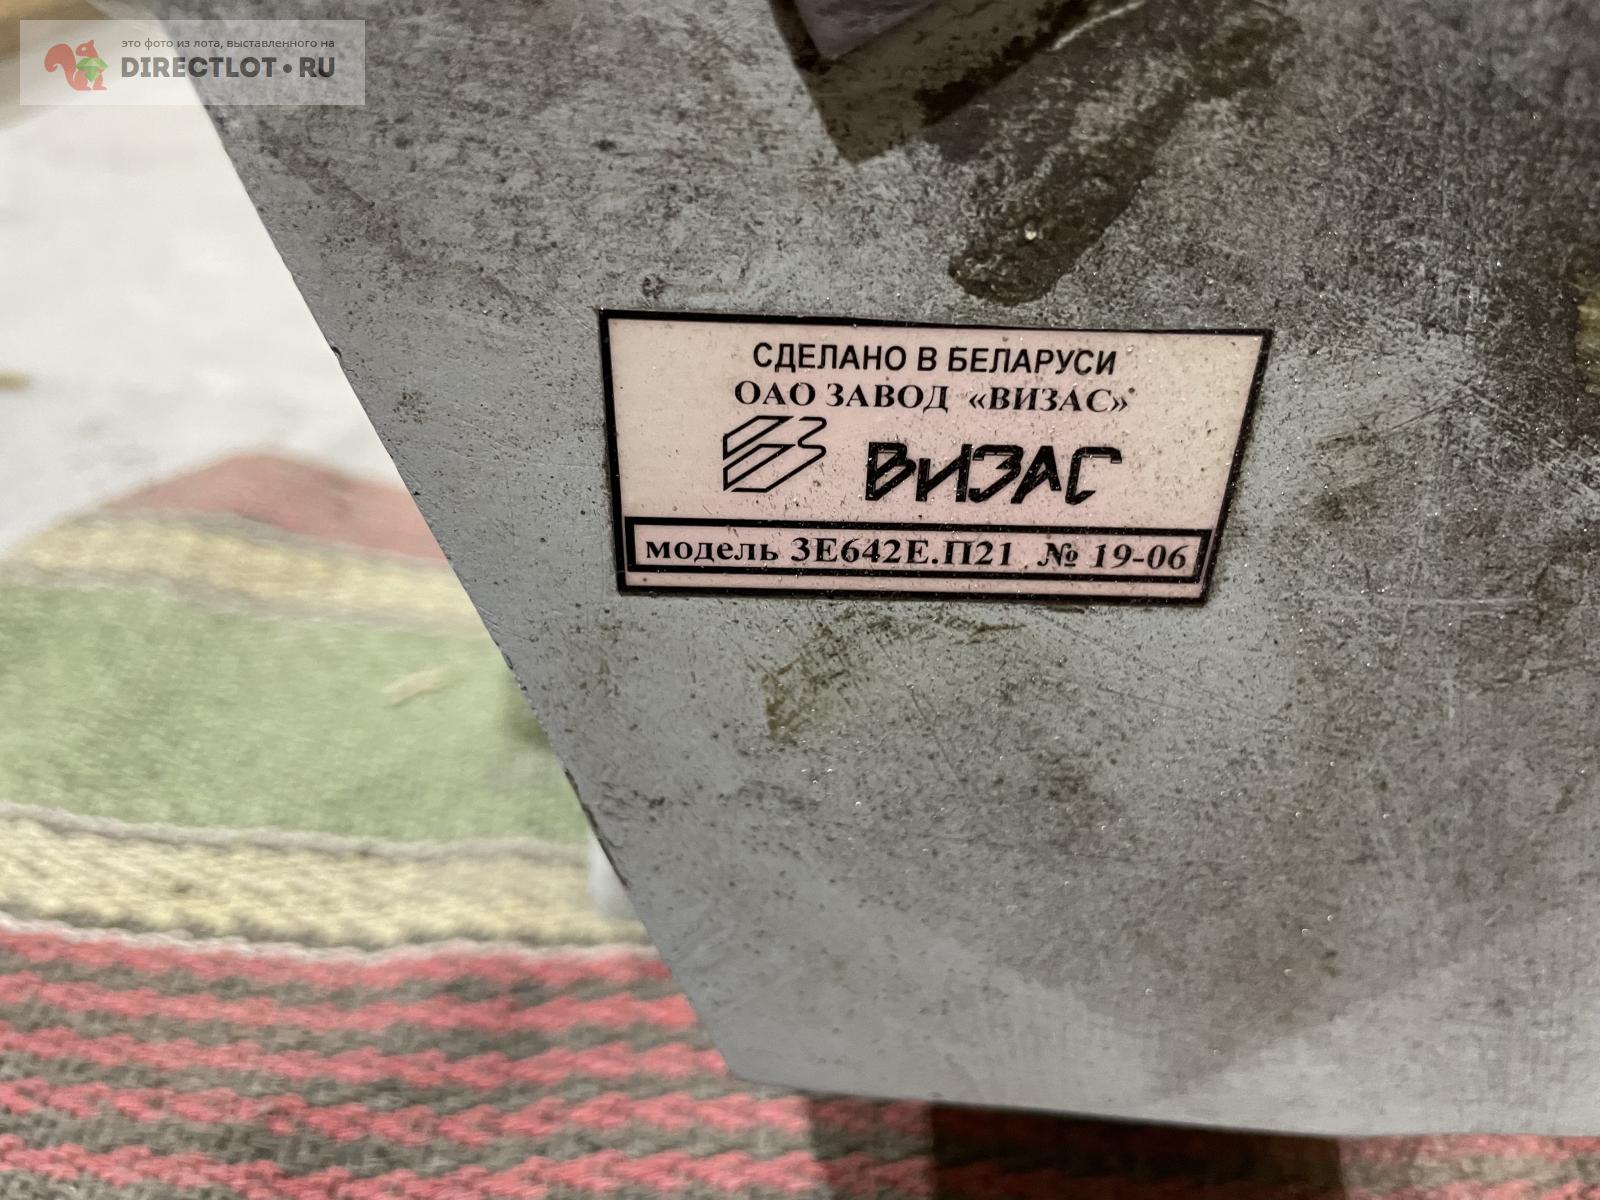 это фото из лота, выставленного на
DIRECTLOT.RU
СДЕЛАНО В БЕЛАРУСИ
ОАО ЗАВОД «ВИЗАС»
ВИЗАС
модель 3Е642Е.П21 № 19-06